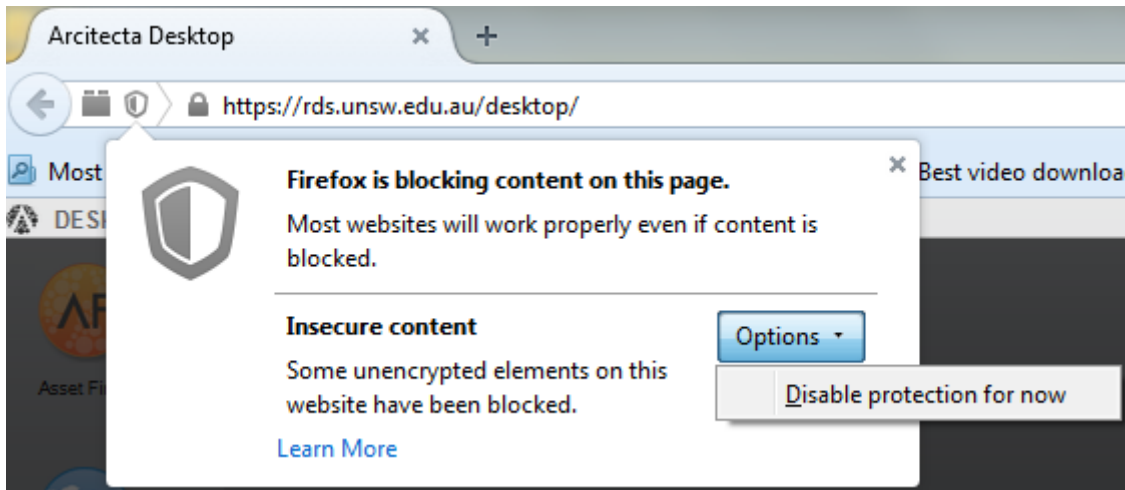 Arcitecta Desktop
https://rds.unsw.edu.au/desktop/
Most
Best video downloa
DESK
Firefox is blocking content on this page.
Most websites will work properly even if content is
blocked.
Insecure content
Options
Some unencrypted elements on this
website have been blocked.
Disable protection for now
Learn More
AF
Asset Fi